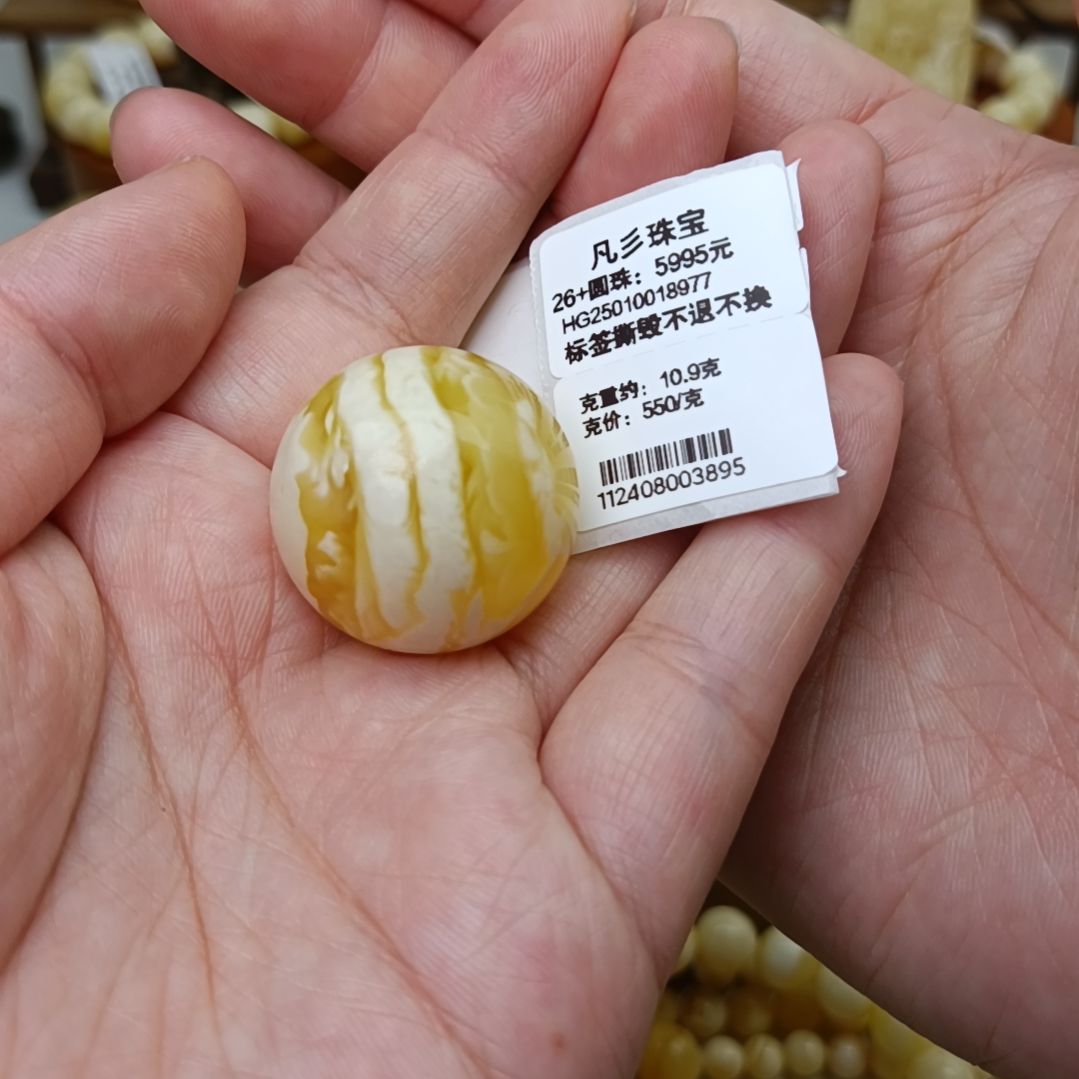 凡彡珠宝
26+圆珠：5995元
HG25010018977
标签撕毁不退不换
克重约：10.9克
克价：550/克
112408003895